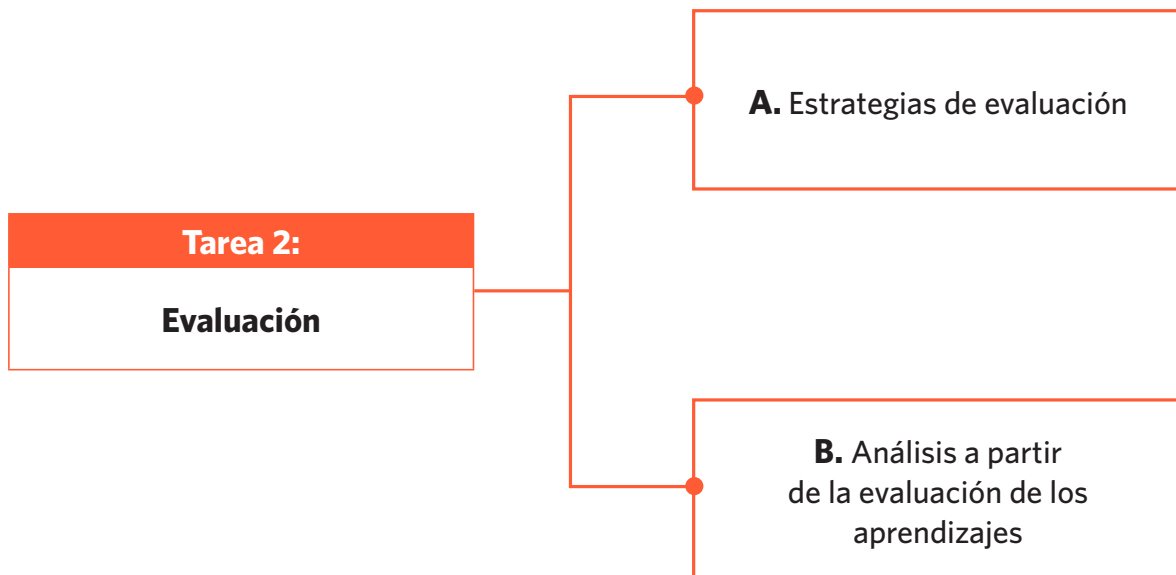 Tarea 2:
Evaluación
A. Estrategias de evaluación
B. Análisis a partir
de la evaluación de los
aprendizajes